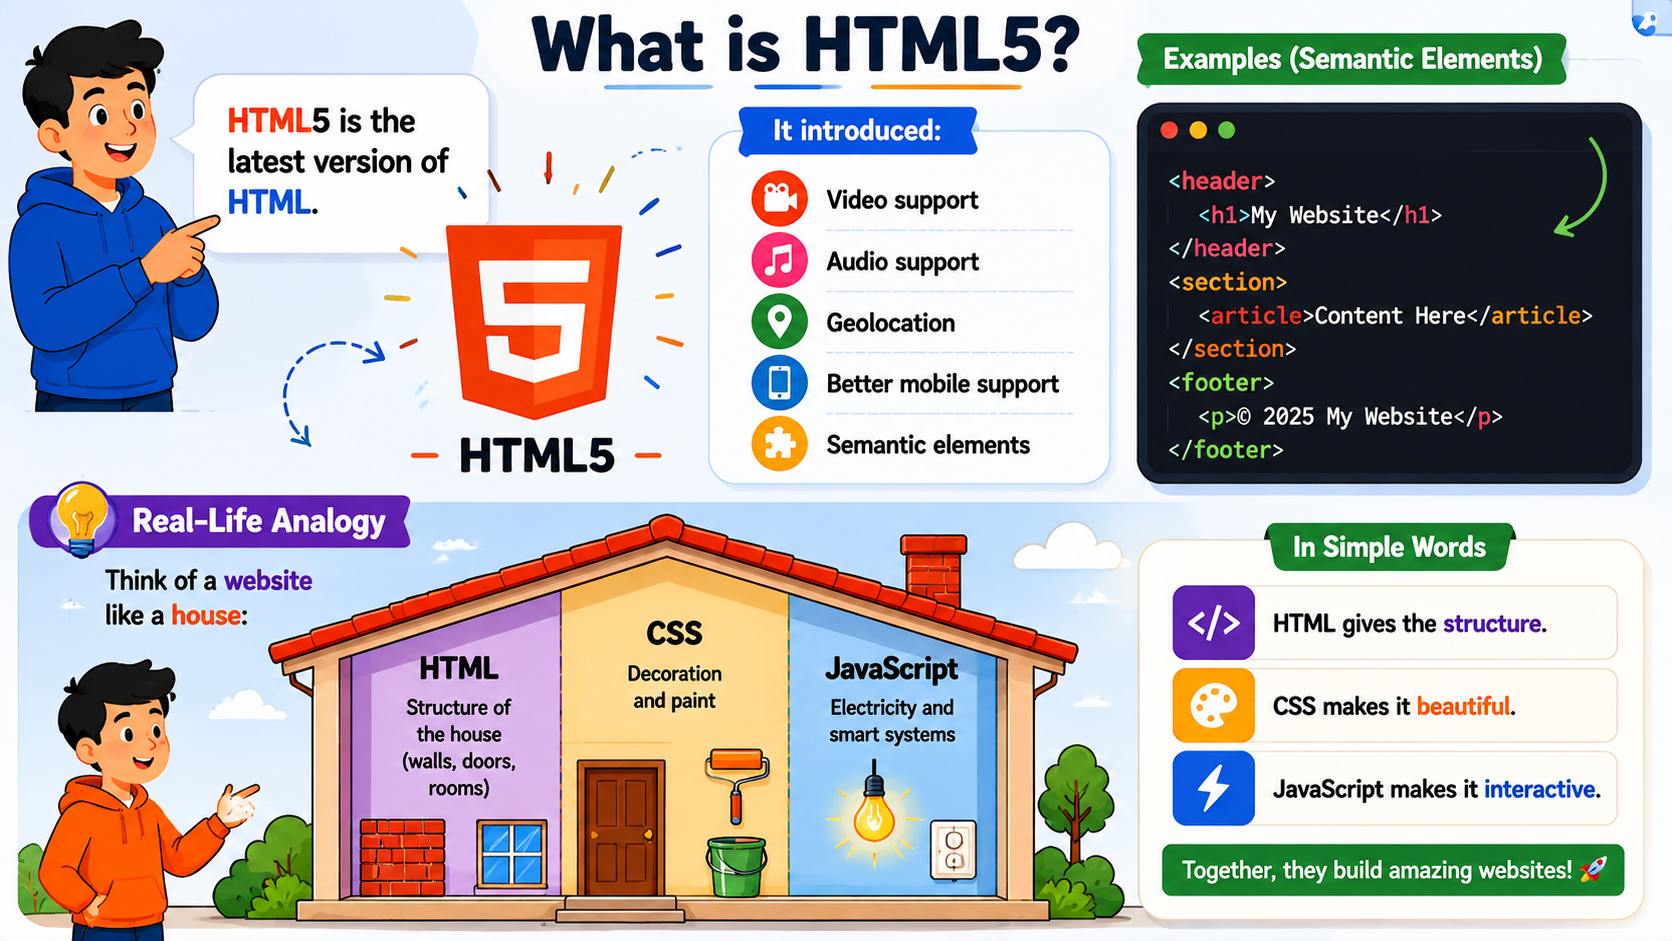 What is HTML5?
HTML5 is the
latest version of
HTML.
5
HTML5
It introduced:
Video support
Audio support
Geolocation
Better mobile support
Semantic elements
Examples (Semantic Elements)
<header>
<h1>My Website</h1>
</header>
<section>
<article>Content Here</article>
</section>
<footer>
<p>© 2025 My Website</p>
</footer>
Real-Life Analogy
Think of a website
like a house:
HTML
Structure of
the house
(walls, doors,
rooms)
CSS
Decoration
and paint
JavaScript
Electricity and
smart systems
In Simple Words
</> HTML gives the structure.
CSS makes it beautiful.
JavaScript makes it interactive.
Together, they build amazing websites! 🚀